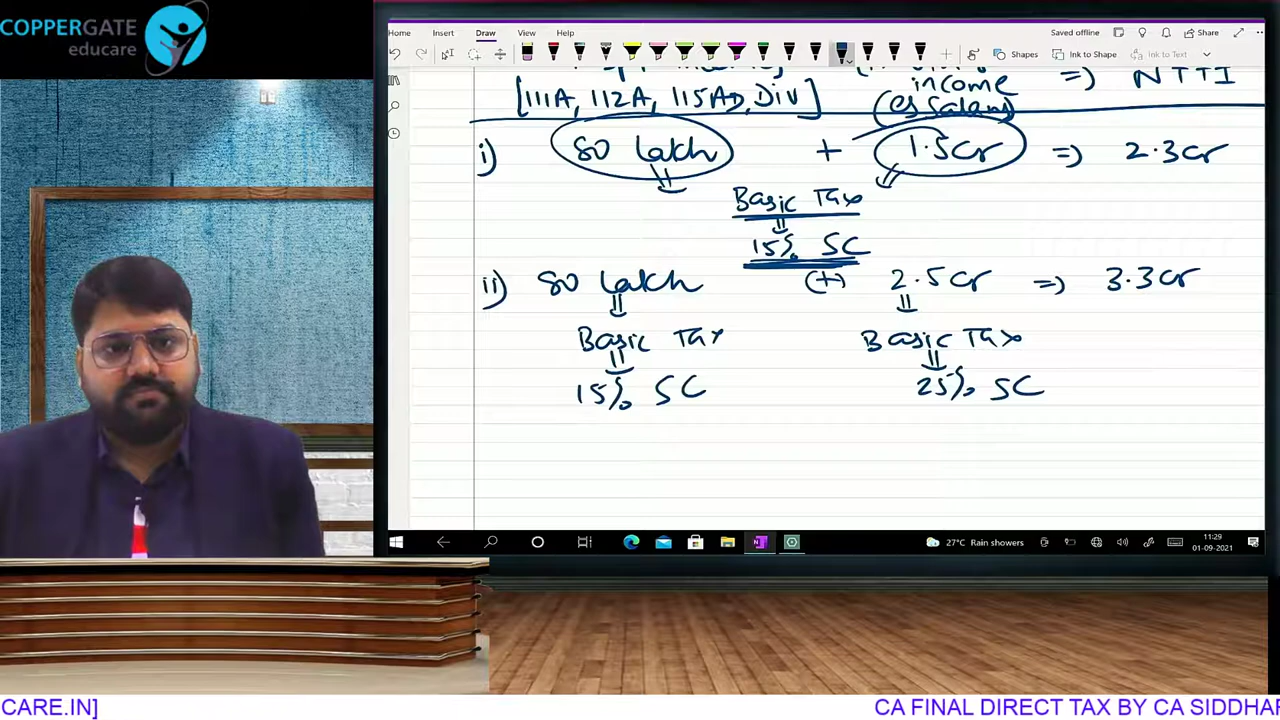 COPPERGATE
educare
Home Insert Draw View Help
Saved offline
Share
Shapes
Ink to Shape
Ink to Text
income => NTTI
[111A, 112A, 115AD, Div] (eg Salary)
i) 80 Lakh + 1.5Cr => 2.3Cr
Basic Tax
15% SC
ii) 80 Lakh (+) 2.5Cr => 3.3Cr
Basic Tax Basic Tax
15% SC 25% SC
27°C Rain showers
11:29
01-09-2021
CARE.IN] CA FINAL DIRECT TAX BY CA SIDDHAR